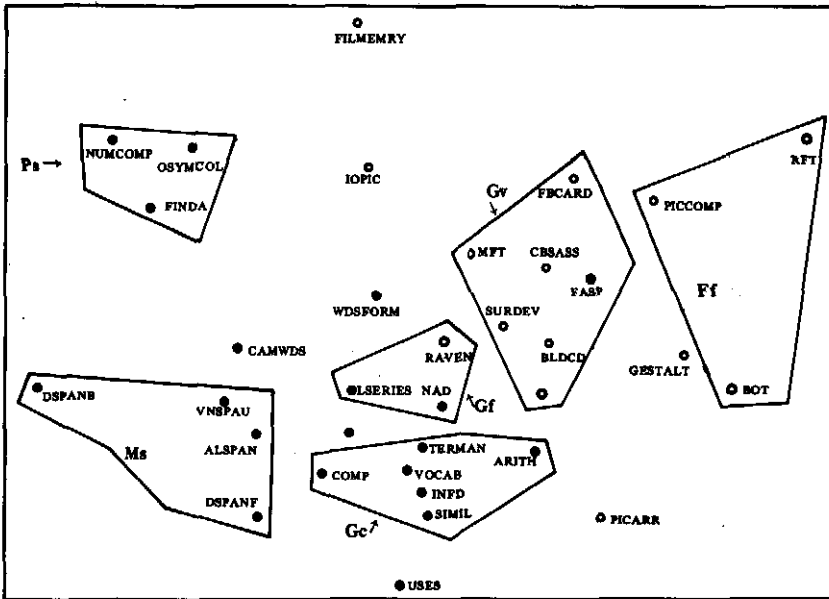 FILMEMRY
NUMCOMP
OSYMCOL
RFT
Ps →
IOPIC
Gv
FBCARD
FINDA
PICCOMP
MFT
CBSASS
FASP
Ff
WDSFORM
SURDEV
CAMWDS
RAVEN
BLDCD
GESTALT
DSPANB
LSERIES
NAD
BOT
VNSPAU
Gf
Ms
ALSPAN
TERMAN
ARITH
COMP
VOCAB
INFD
DSPANF
SIMIL
Gc
PICARR
USES